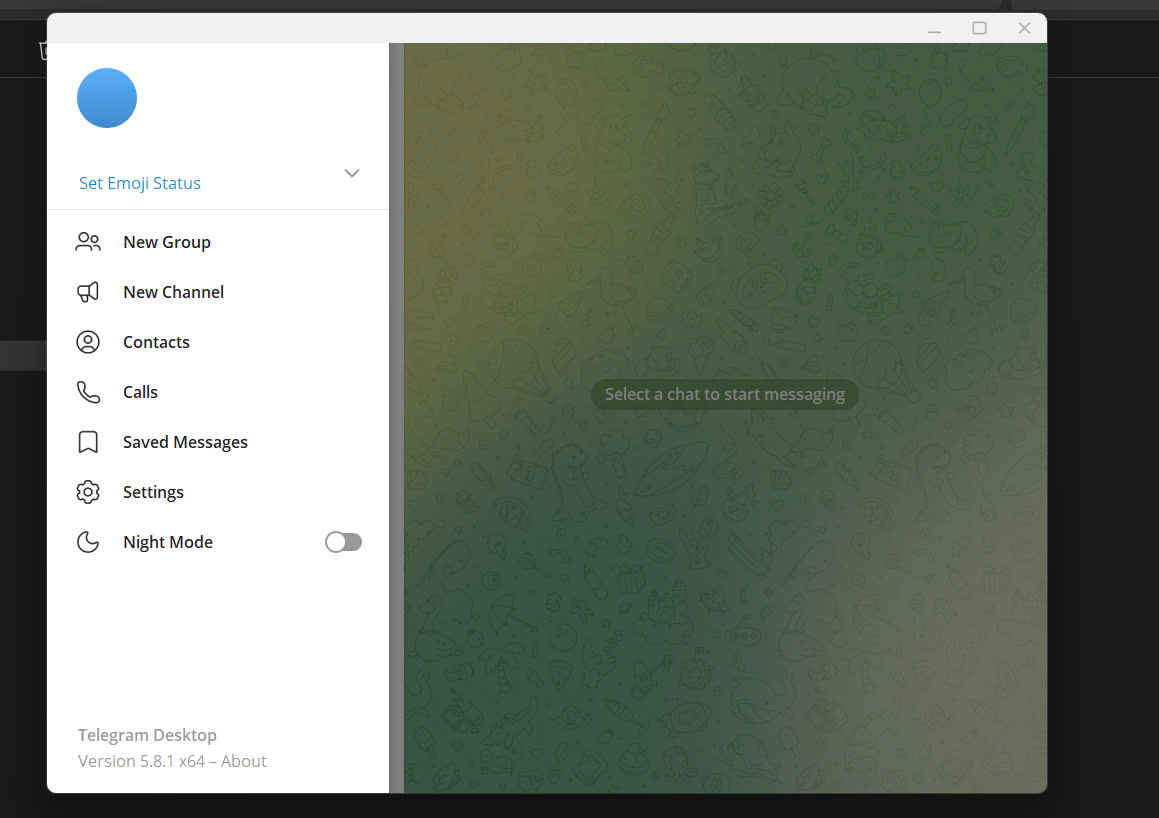 Set Emoji Status
New Group
New Channel
Contacts
Calls
Saved Messages
Settings
Night Mode
Select a chat to start messaging
Telegram Desktop
Version 5.8.1 x64 – About